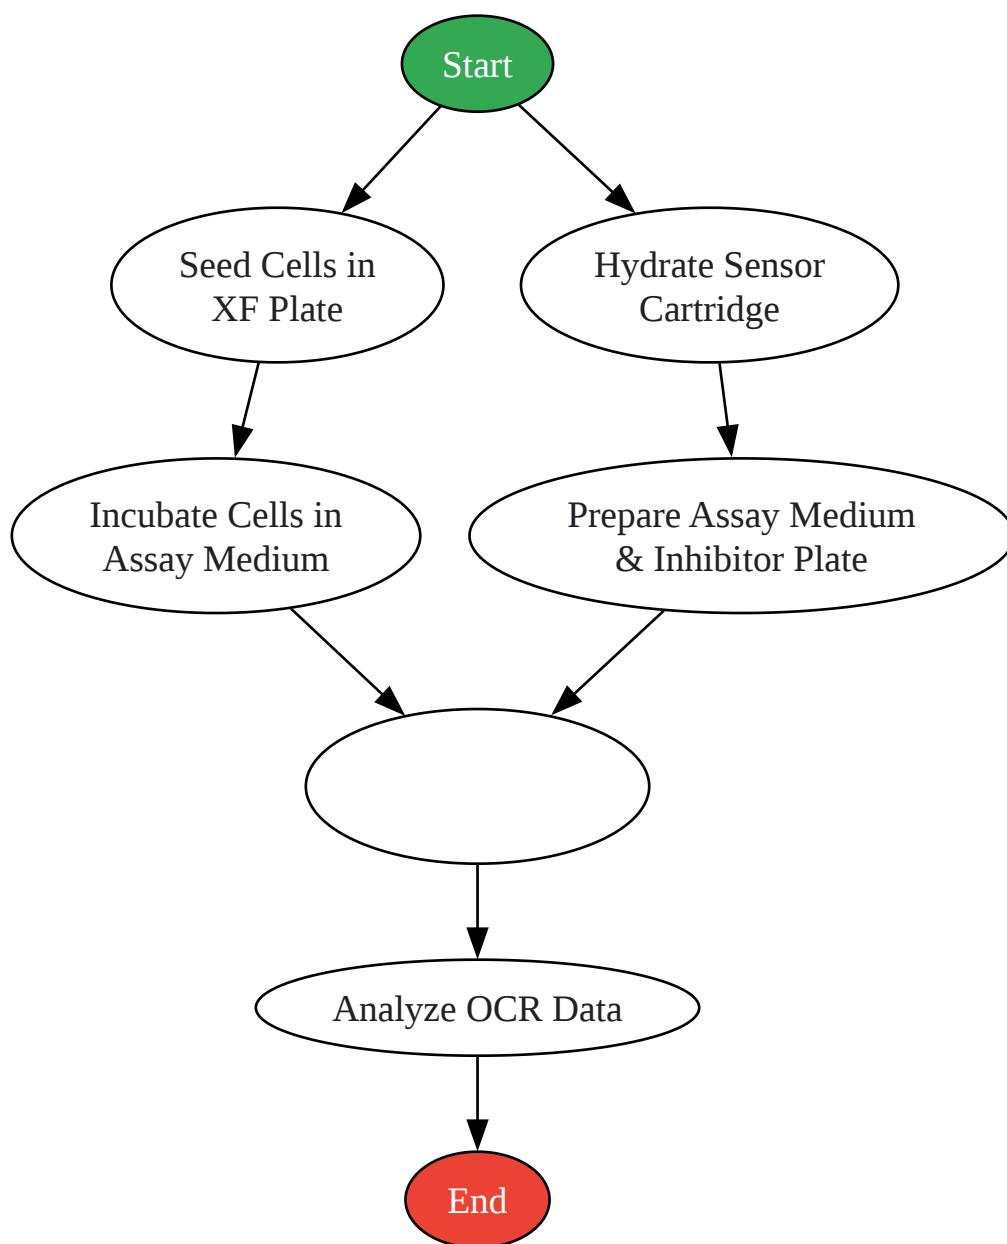 Start
Seed Cells in
XF Plate
Hydrate Sensor
Cartridge
Incubate Cells in
Assay Medium
Prepare Assay Medium
& Inhibitor Plate
Analyze OCR Data
End